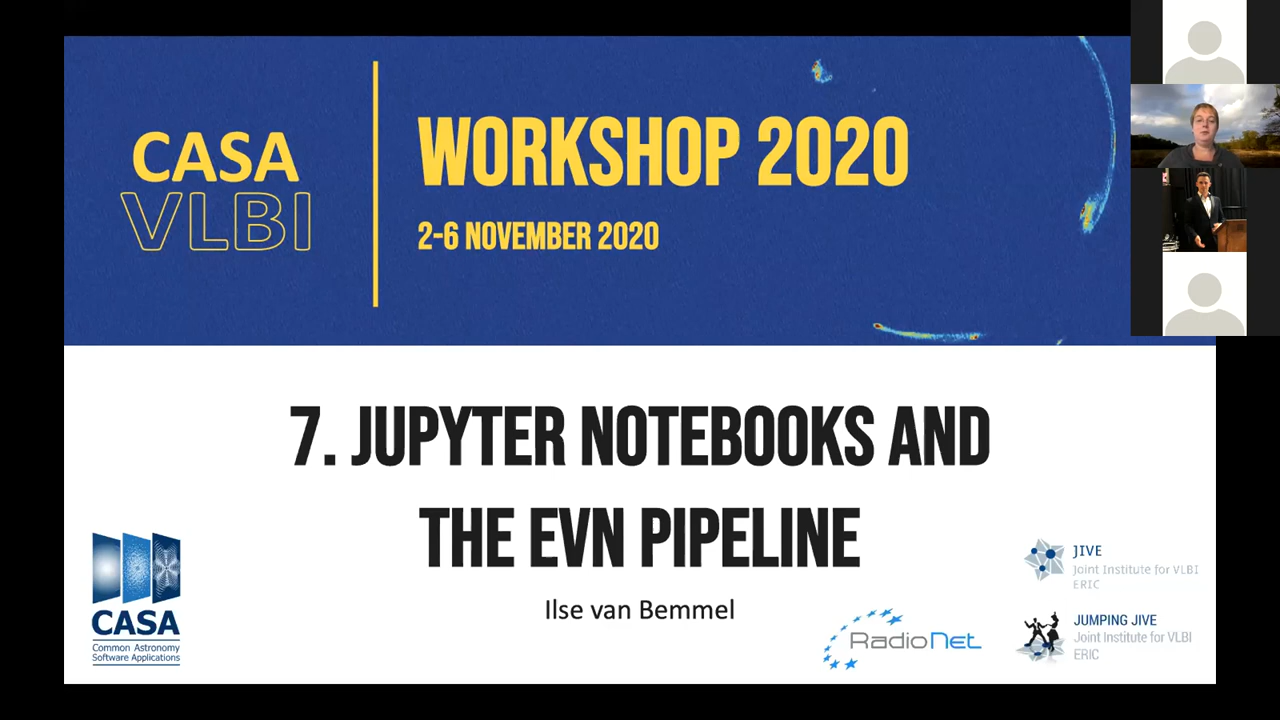 CASA
VLBI
WORKSHOP 2020
2-6 NOVEMBER 2020
7. JUPYTER NOTEBOOKS AND
THE EVN PIPELINE
Ilse van Bemmel
CASA
Common Astronomy
Software Applications
RadioNet
JIVE
Joint Institute for VLBI
ERIC
JUMPING JIVE
Joint Institute for VLBI
ERIC